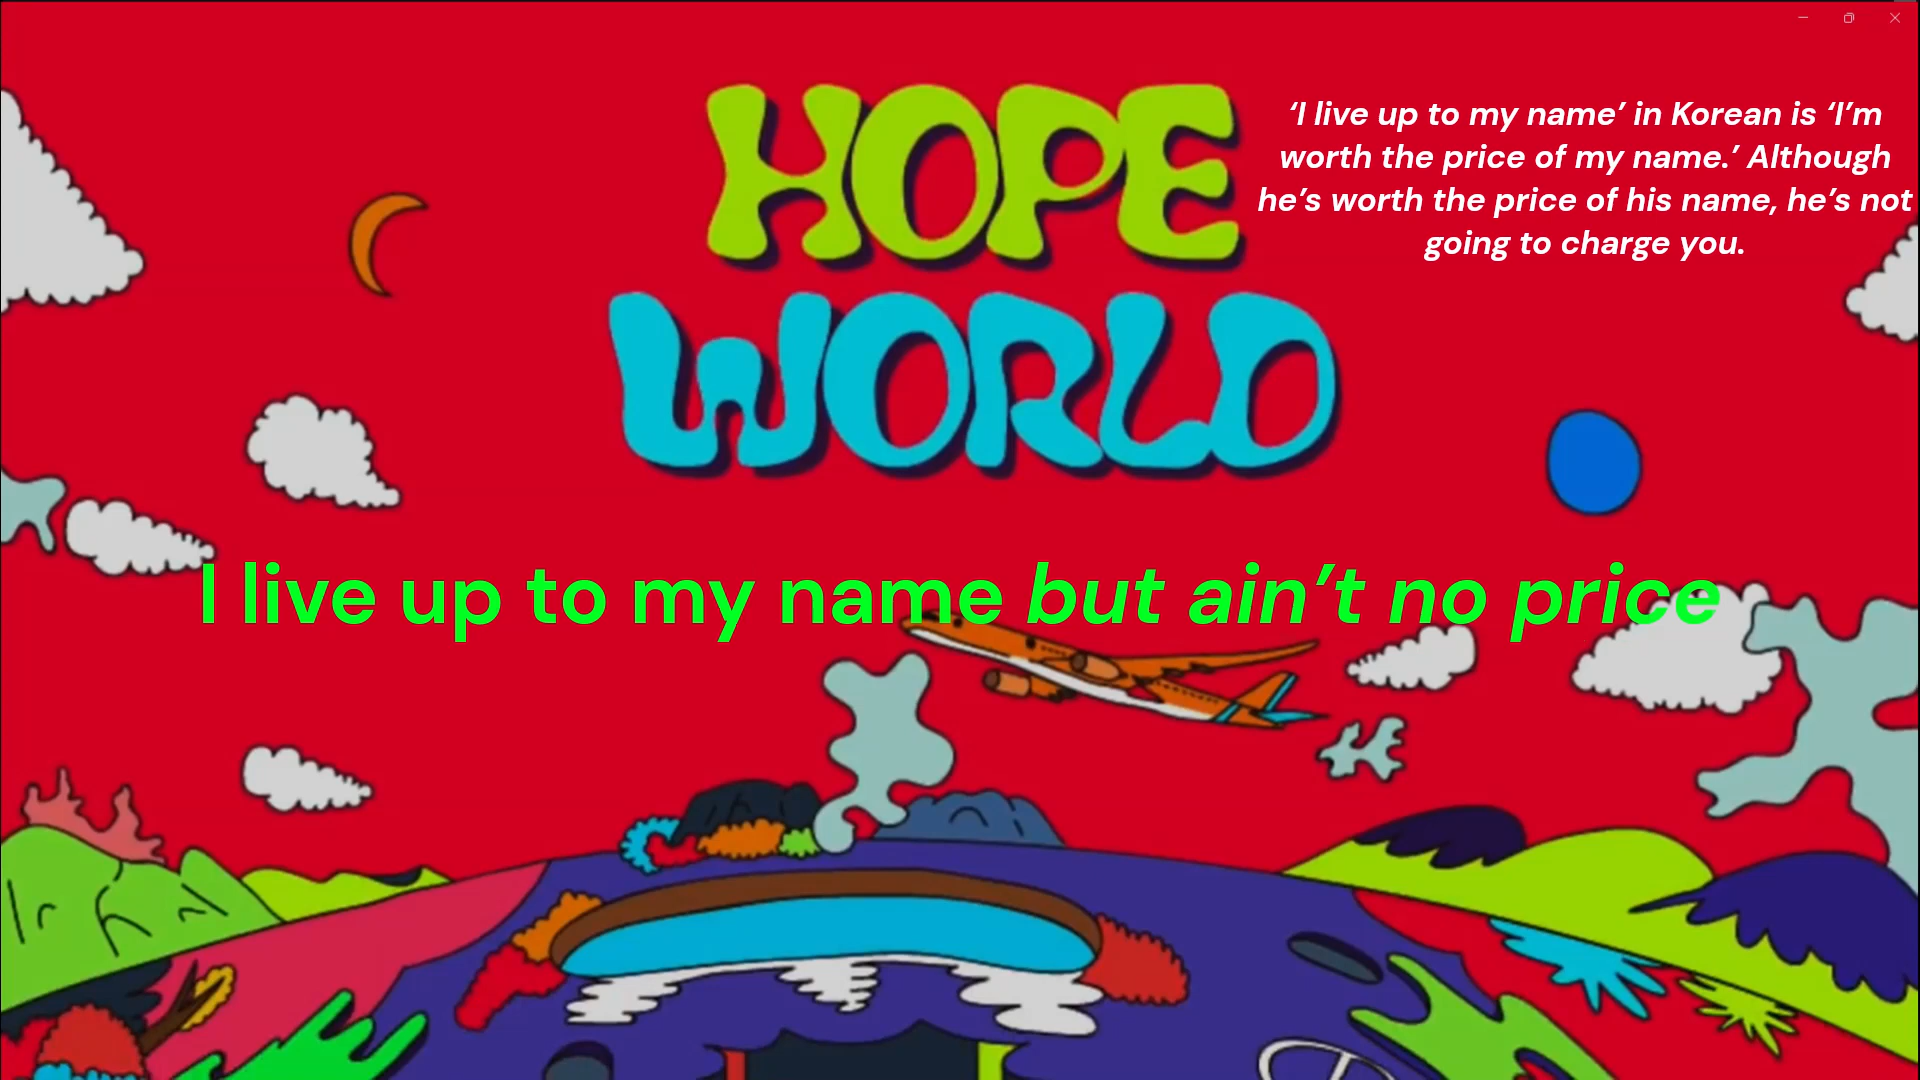 HOPE
WORLD
‘I live up to my name’ in Korean is ‘I’m
worth the price of my name.’ Although
he’s worth the price of his name, he’s not
going to charge you.
I live up to my name but ain’t no price